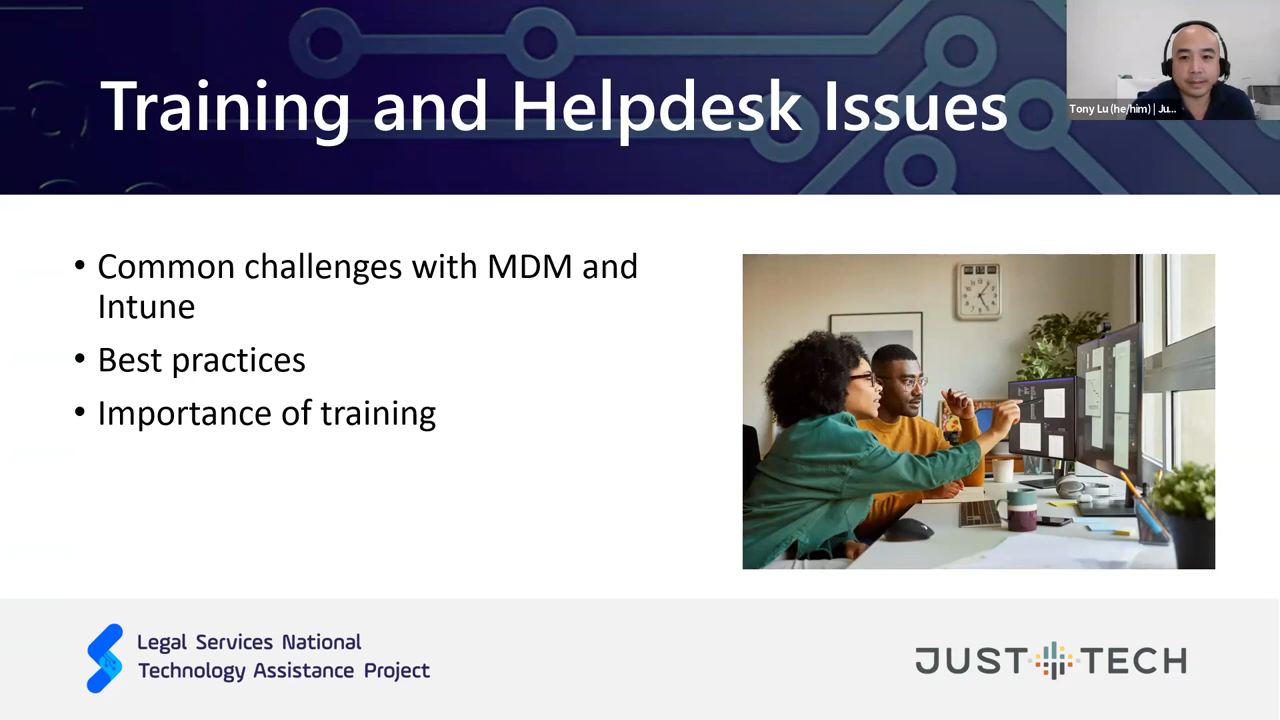 Training and Helpdesk Issues
Tony Lu (he/him) | Ju...
• Common challenges with MDM and
Intune
• Best practices
• Importance of training
Legal Services National
Technology Assistance Project
JUST TECH